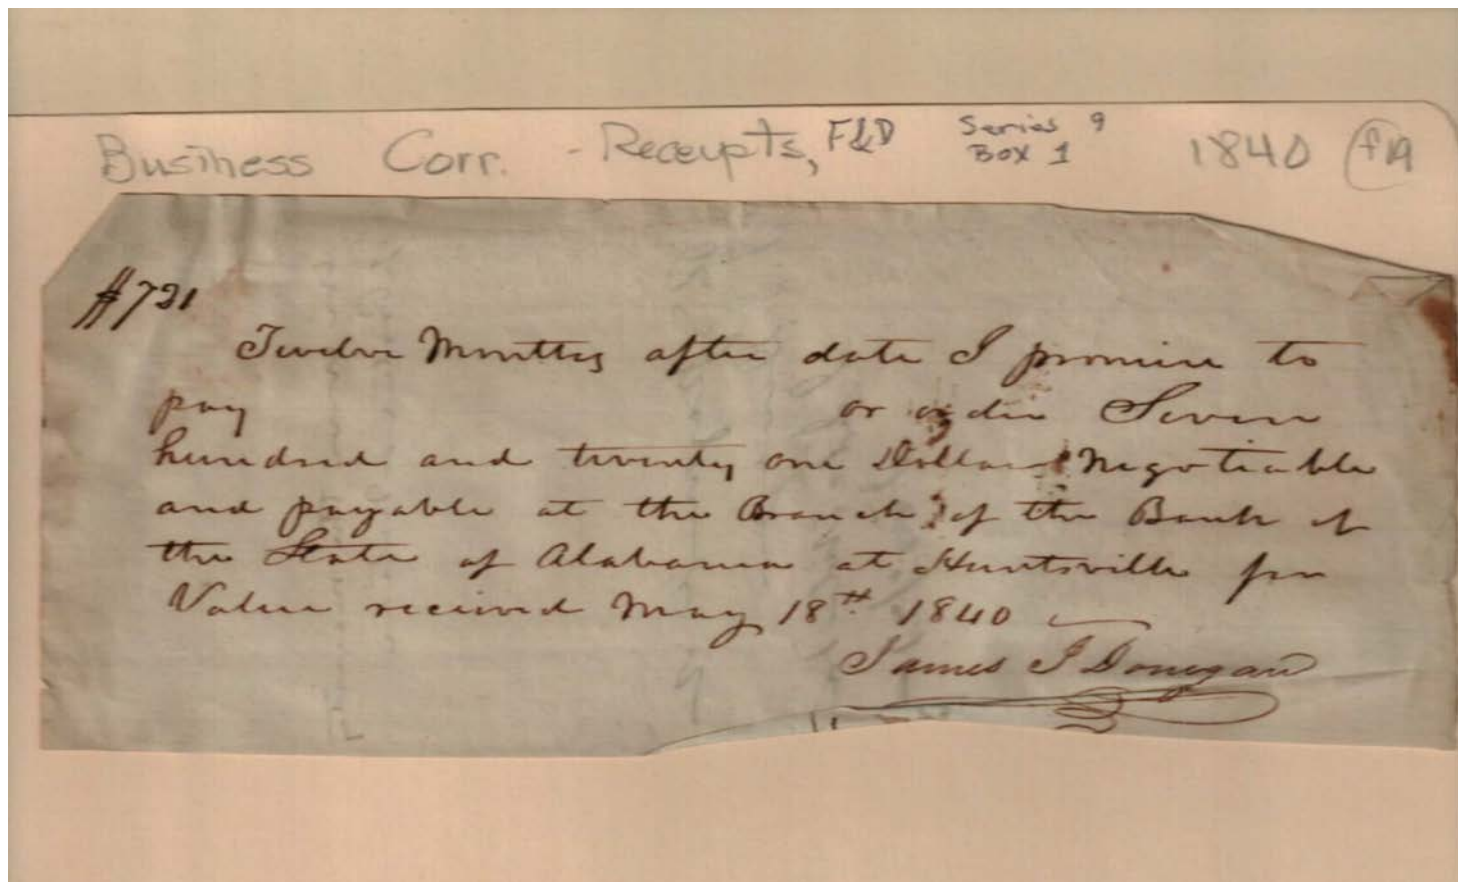 Business Corr. - Receipts, F&D Series 9 Box 1 1840 f19
$721
Twelve Months after date I promise to
pay or order Seven
hundred and twenty one Dollars Negotiable
and payable at the Branch of the Bank of
the State of Alabama at Huntsville for
Value received May 18th 1840
James J Donegan